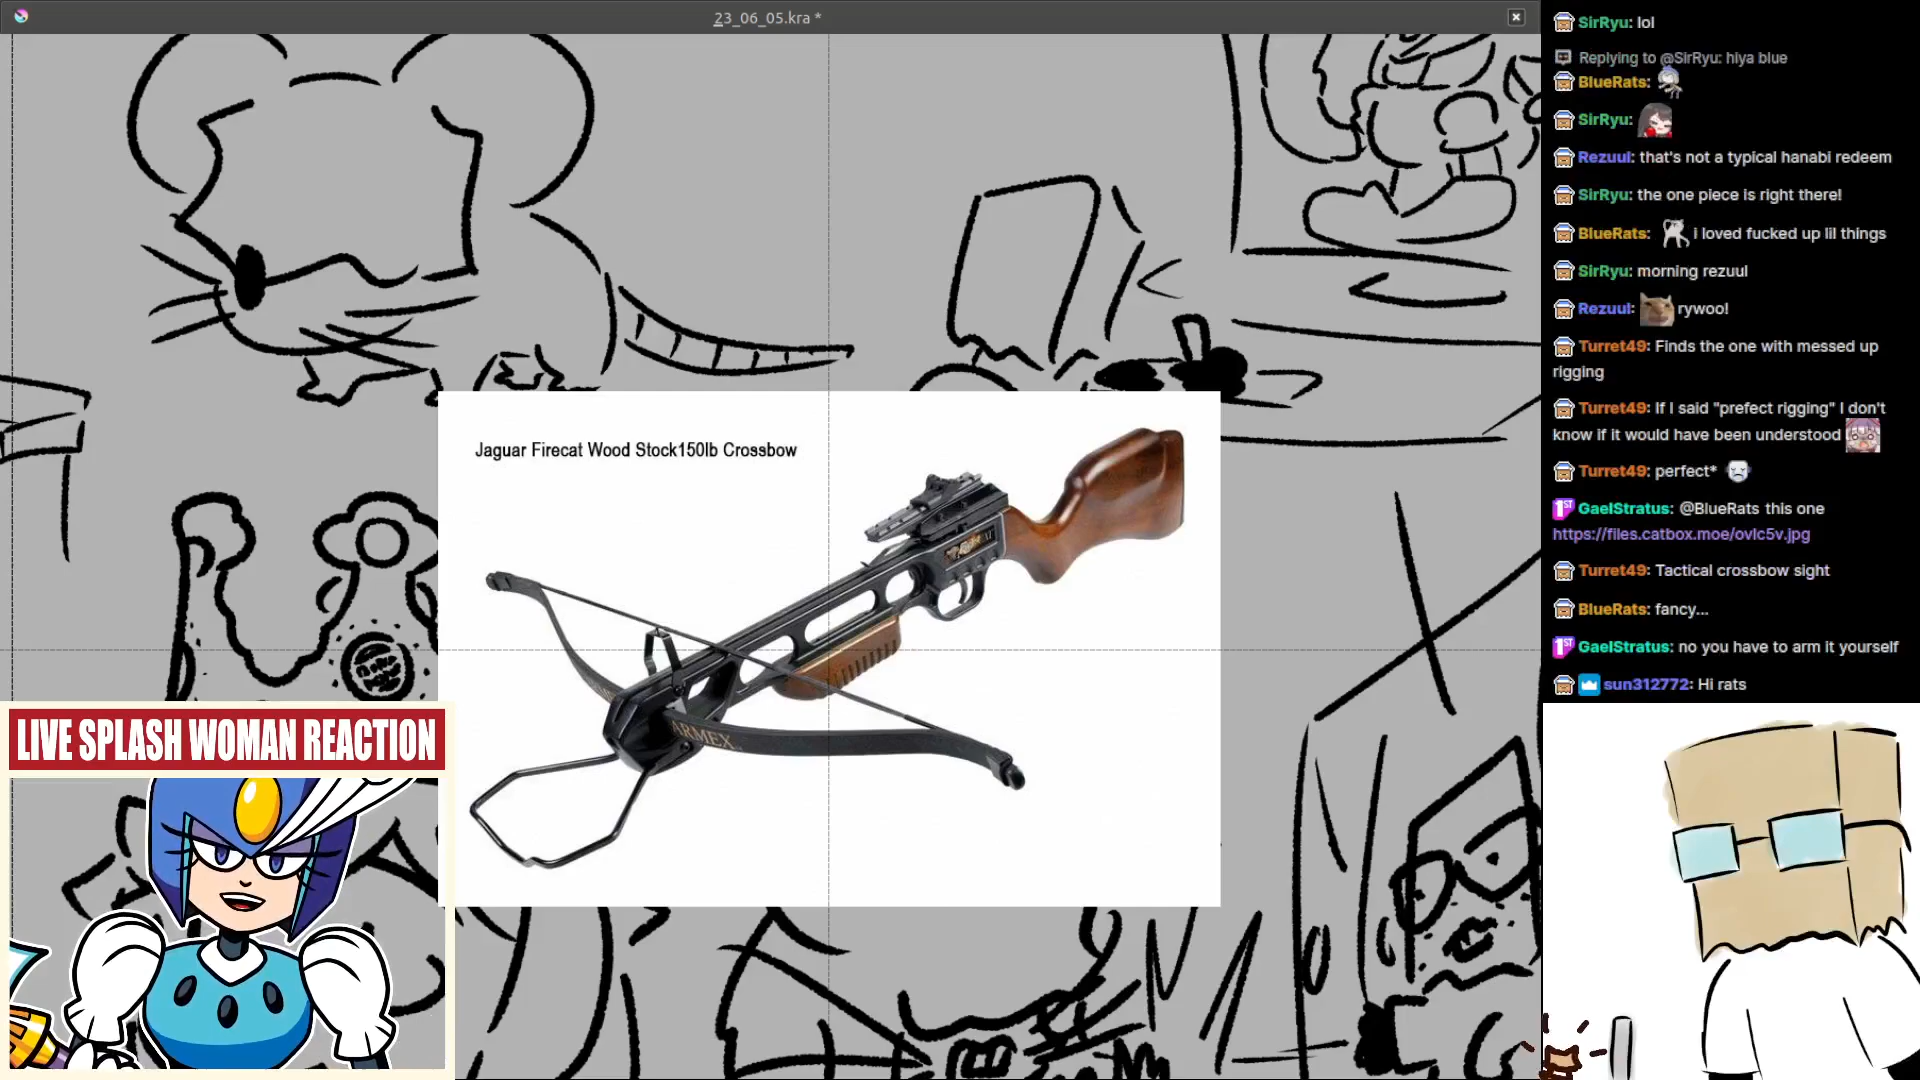 23_06_05.kra *
SirRyu: lol
Replying to @SirRyu: hiya blue
BlueRats:
SirRyu:
Rezuul: that's not a typical hanabi redeem
SirRyu: the one piece is right there!
BlueRats: i loved fucked up lil things
SirRyu: morning rezuul
Rezuul: rywoo!
Turret49: Finds the one with messed up
rigging
Turret49: If I said "prefect rigging" I don't
know if it would have been understood
Turret49: perfect*
1ST GaelStratus: @BlueRats this one
https://files.catbox.moe/ovlc5v.jpg
Turret49: Tactical crossbow sight
BlueRats: fancy...
1ST GaelStratus: no you have to arm it yourself
sun312772: Hi rats
Jaguar Firecat Wood Stock150lb Crossbow
ARMEX
LIVE SPLASH WOMAN REACTION